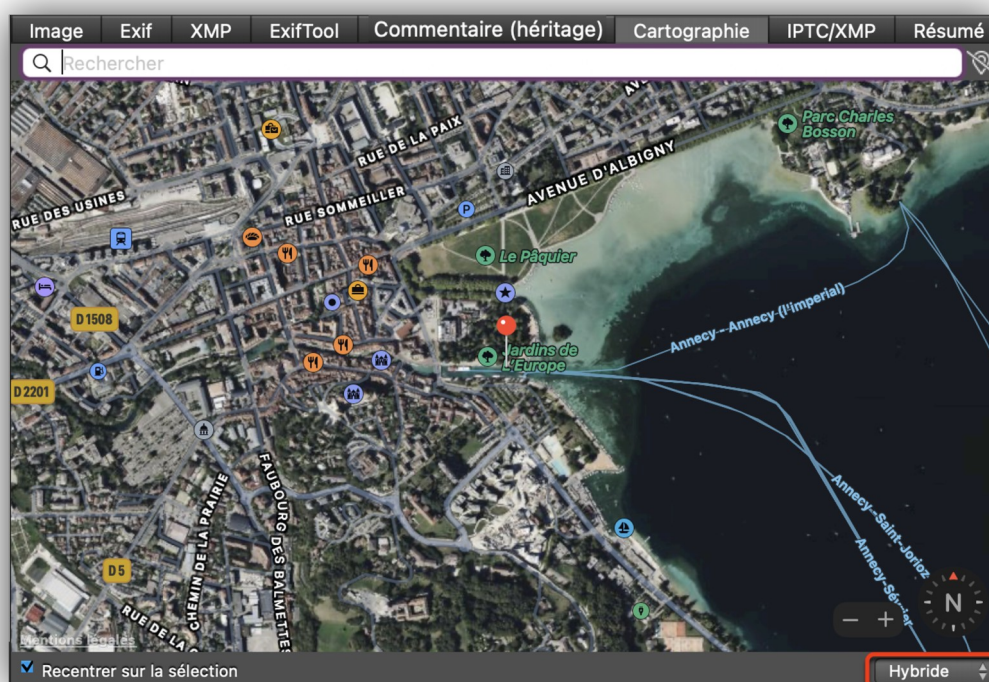 Image Exif XMP ExifTool Commentaire (héritage) Cartographie IPTC/XMP Résumé
Rechercher
Parc Charles
Bosson
RUE DE LA PAIX
AVENUE D'ALBIGNY
RUE DES USINES
RUE SOMMEILLER
P
Le Pâquier
D 1508
Annecy - Annecy (l'imperial)
Jardins de
L'Europe
D 2201
FAUBOURG DES BALMETTES
CHEMIN DE LA PRAIRIE
Annecy-Saint-Jorioz
Annecy-Sévrier
D 5
RUE DE LA
N
− +
Mentions légales
Recentrer sur la sélection
Hybride